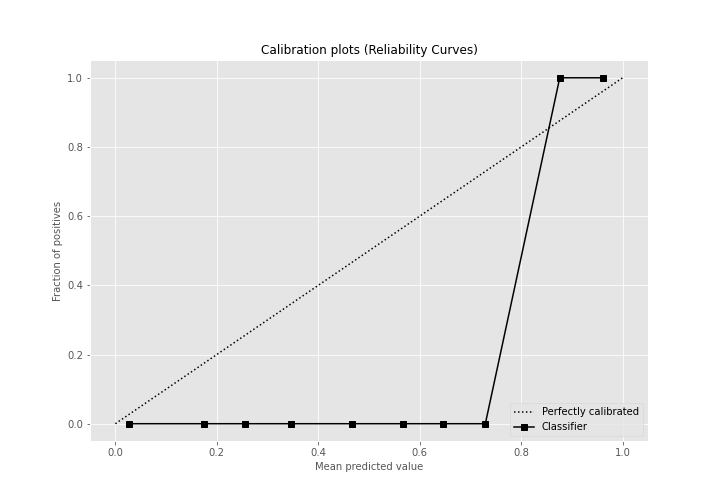 Calibration plots (Reliability Curves)
1.0
0.8
0.6
0.4
0.2
0.0
Fraction of positives
0.0 0.2 0.4 0.6 0.8 1.0
Mean predicted value
Perfectly calibrated
Classifier